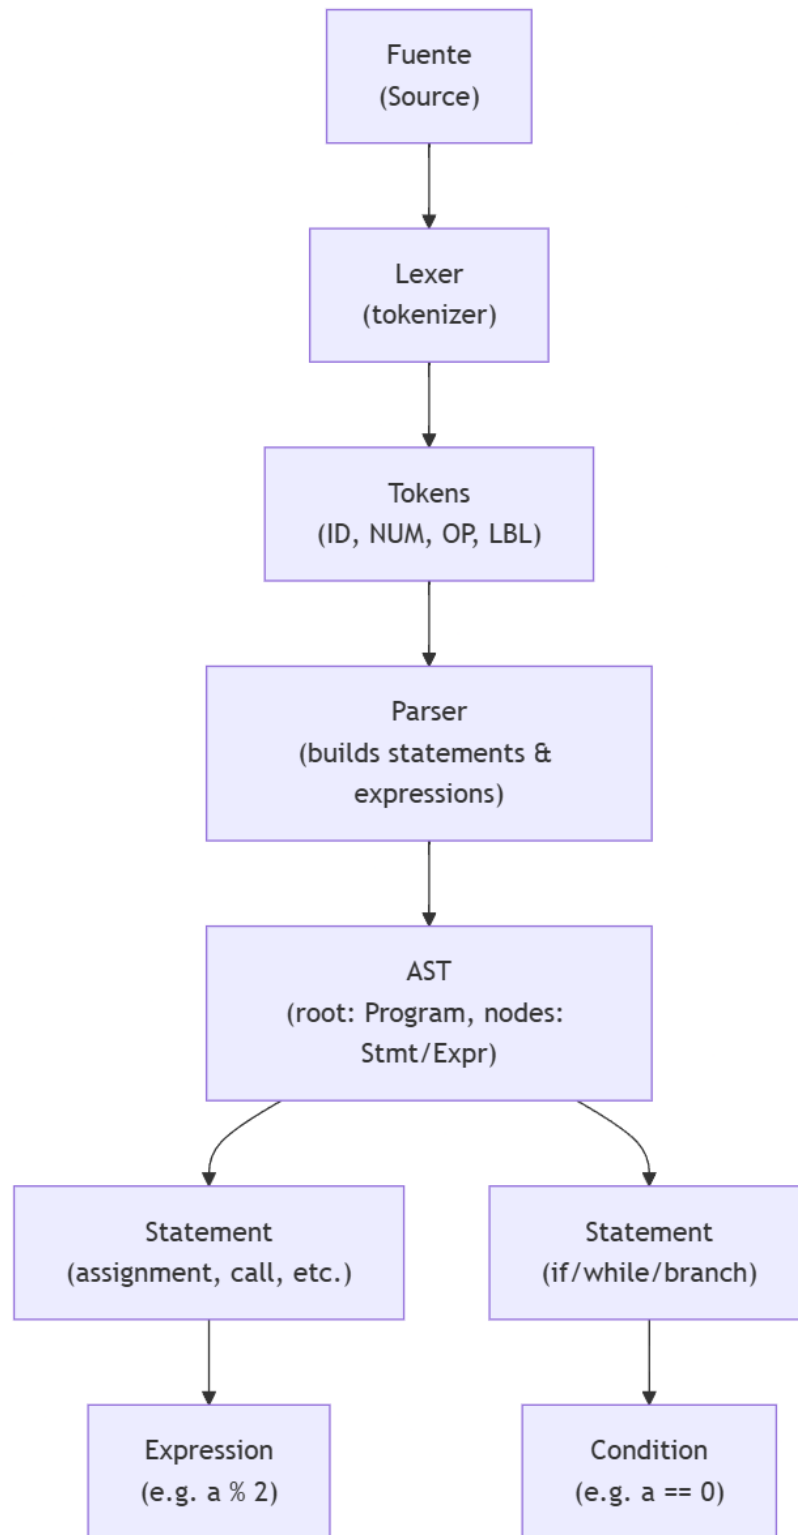 Fuente
(Source)
Lexer
(tokenizer)
Tokens
(ID, NUM, OP, LBL)
Parser
(builds statements &
expressions)
AST
(root: Program, nodes:
Stmt/Expr)
Statement
(assignment, call, etc.)
Statement
(if/while/branch)
Expression
(e.g. a % 2)
Condition
(e.g. a == 0)